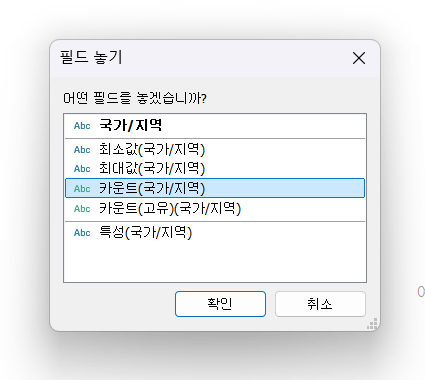 필드 놓기
어떤 필드를 놓겠습니까?
Abc 국가/지역
Abc 최소값(국가/지역)
Abc 최대값(국가/지역)
Abc 카운트(국가/지역)
Abc 카운트(고유)(국가/지역)
Abc 특성(국가/지역)
확인 취소